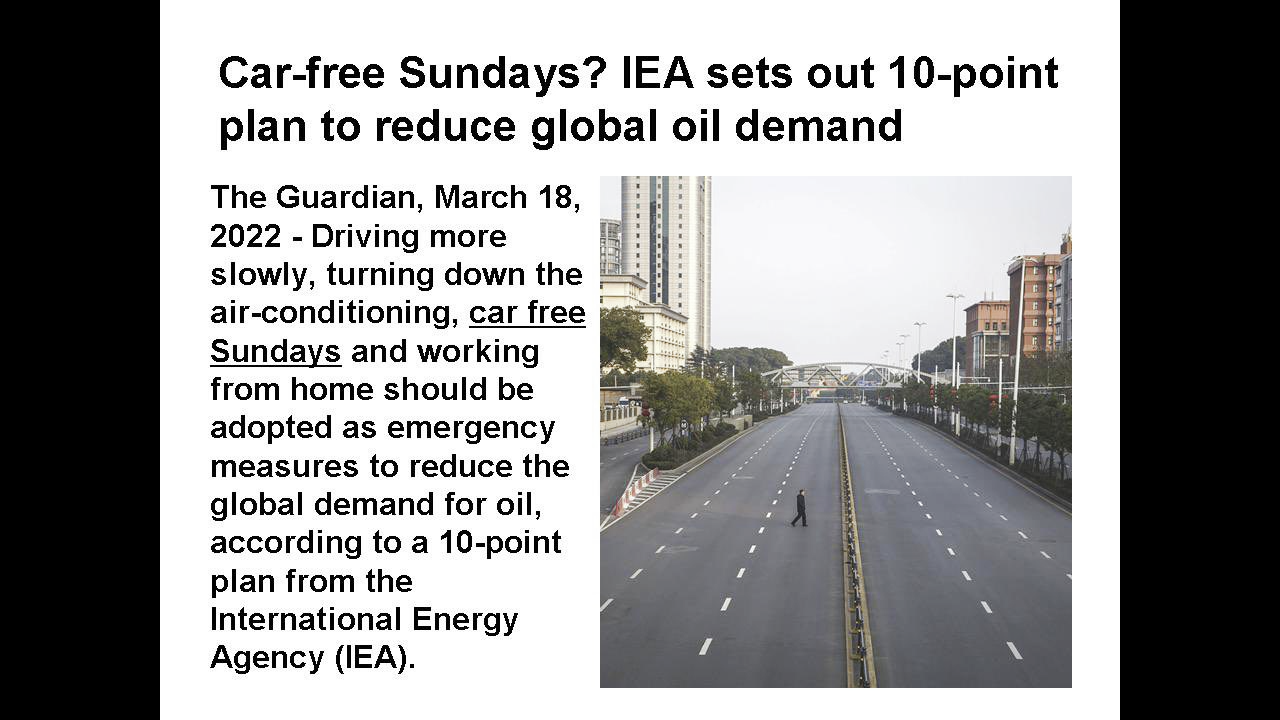 Car-free Sundays? IEA sets out 10-point
plan to reduce global oil demand
The Guardian, March 18,
2022 - Driving more
slowly, turning down the
air-conditioning, car free
Sundays and working
from home should be
adopted as emergency
measures to reduce the
global demand for oil,
according to a 10-point
plan from the
International Energy
Agency (IEA).